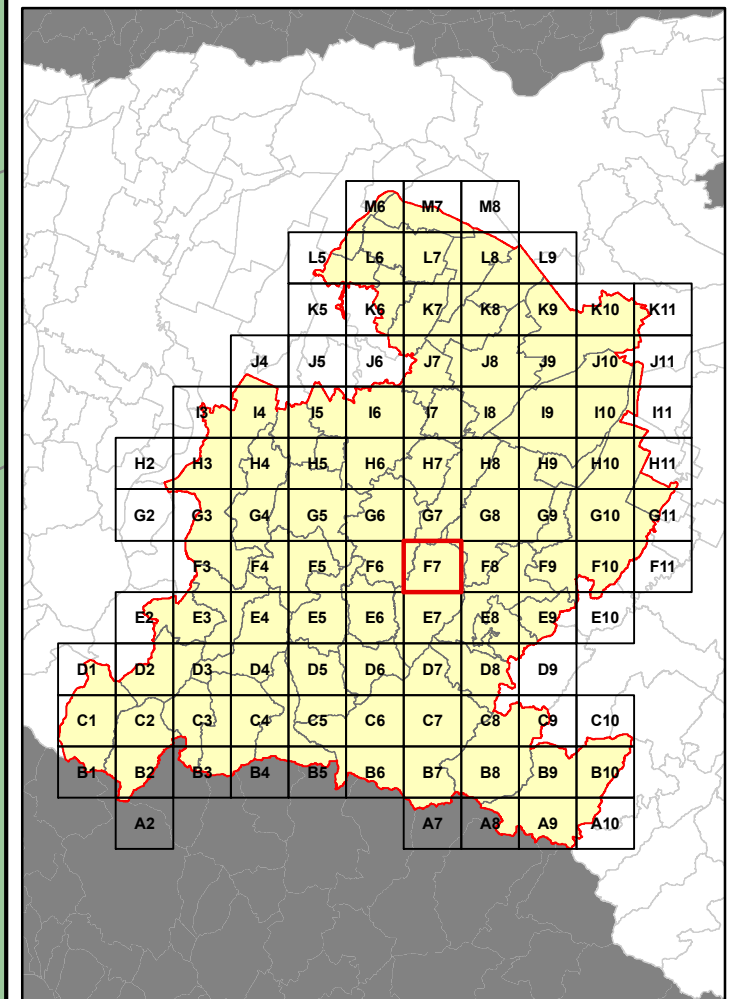 M6 M7 M8
L5 L6 L7 L8 L9
K5 K6 K7 K8 K9 K10 K11
J4 J5 J6 J7 J8 J9 J10 J11
I3 I4 I5 I6 I7 I8 I9 I10 I11
H2 H3 H4 H5 H6 H7 H8 H9 H10 H11
G2 G3 G4 G5 G6 G7 G8 G9 G10 G11
F3 F4 F5 F6 F7 F8 F9 F10 F11
E2 E3 E4 E5 E6 E7 E8 E9 E10
D1 D2 D3 D4 D5 D6 D7 D8 D9
C1 C2 C3 C4 C5 C6 C7 C8 C9 C10
B1 B2 B3 B4 B5 B6 B7 B8 B9 B10
A2 A7 A8 A9 A10